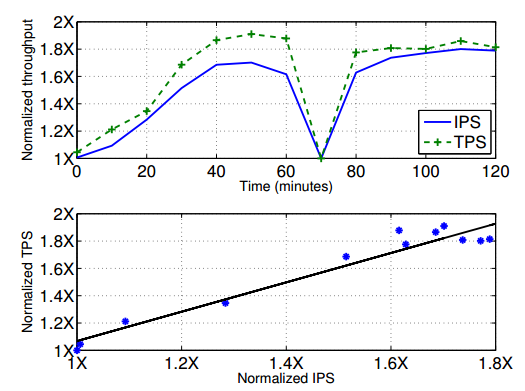 Normalized throughput
2X
1.8X
1.6X
1.4X
1.2X
1X
0 20 40 60 80 100 120
Time (minutes)
IPS
TPS
Normalized TPS
2X
1.8X
1.6X
1.4X
1.2X
1X
1X 1.2X 1.4X 1.6X 1.8X
Normalized IPS